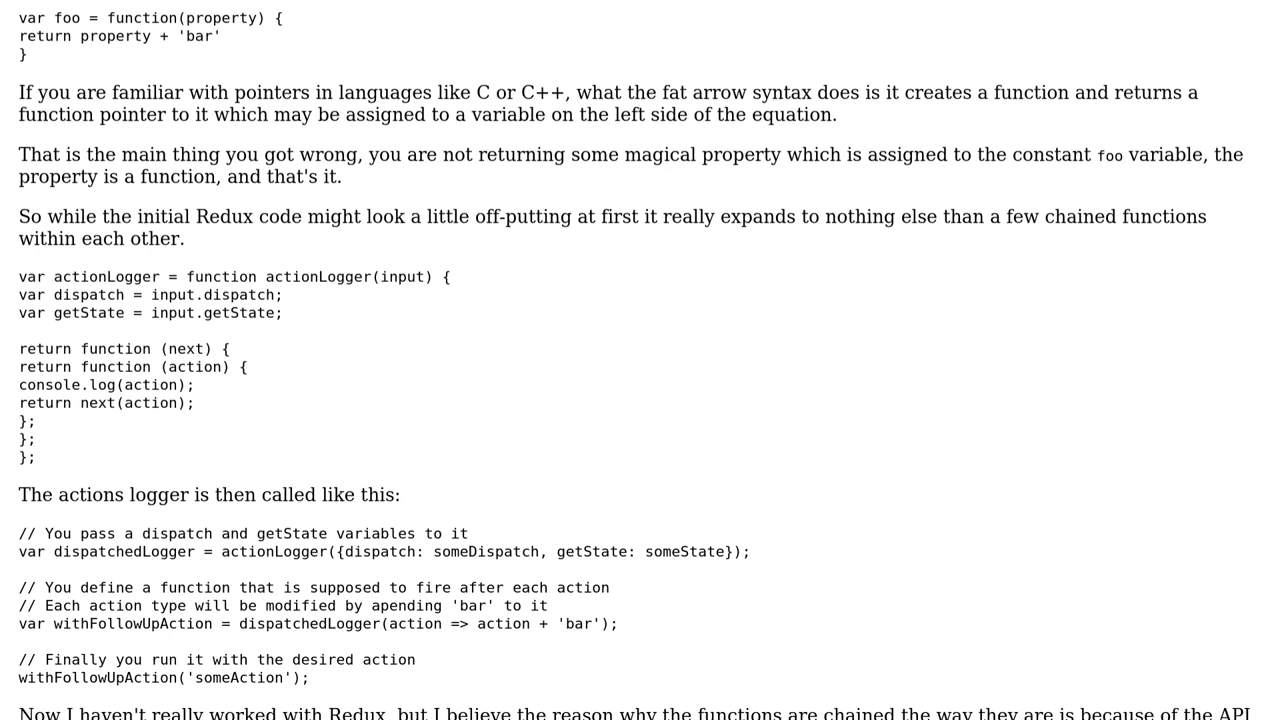 var foo = function(property) {
return property + 'bar'
}
If you are familiar with pointers in languages like C or C++, what the fat arrow syntax does is it creates a function and returns a
function pointer to it which may be assigned to a variable on the left side of the equation.
That is the main thing you got wrong, you are not returning some magical property which is assigned to the constant foo variable, the
property is a function, and that's it.
So while the initial Redux code might look a little off-putting at first it really expands to nothing else than a few chained functions
within each other.
var actionLogger = function actionLogger(input) {
var dispatch = input.dispatch;
var getState = input.getState;
return function (next) {
return function (action) {
console.log(action);
return next(action);
};
};
};
The actions logger is then called like this:
// You pass a dispatch and getState variables to it
var dispatchedLogger = actionLogger({dispatch: someDispatch, getState: someState});
// You define a function that is supposed to fire after each action
// Each action type will be modified by apending 'bar' to it
var withFollowUpAction = dispatchedLogger(action => action + 'bar');
// Finally you run it with the desired action
withFollowUpAction('someAction');
Now I haven't really worked with Redux, but I believe the reason why the functions are chained the way they are is because of the API